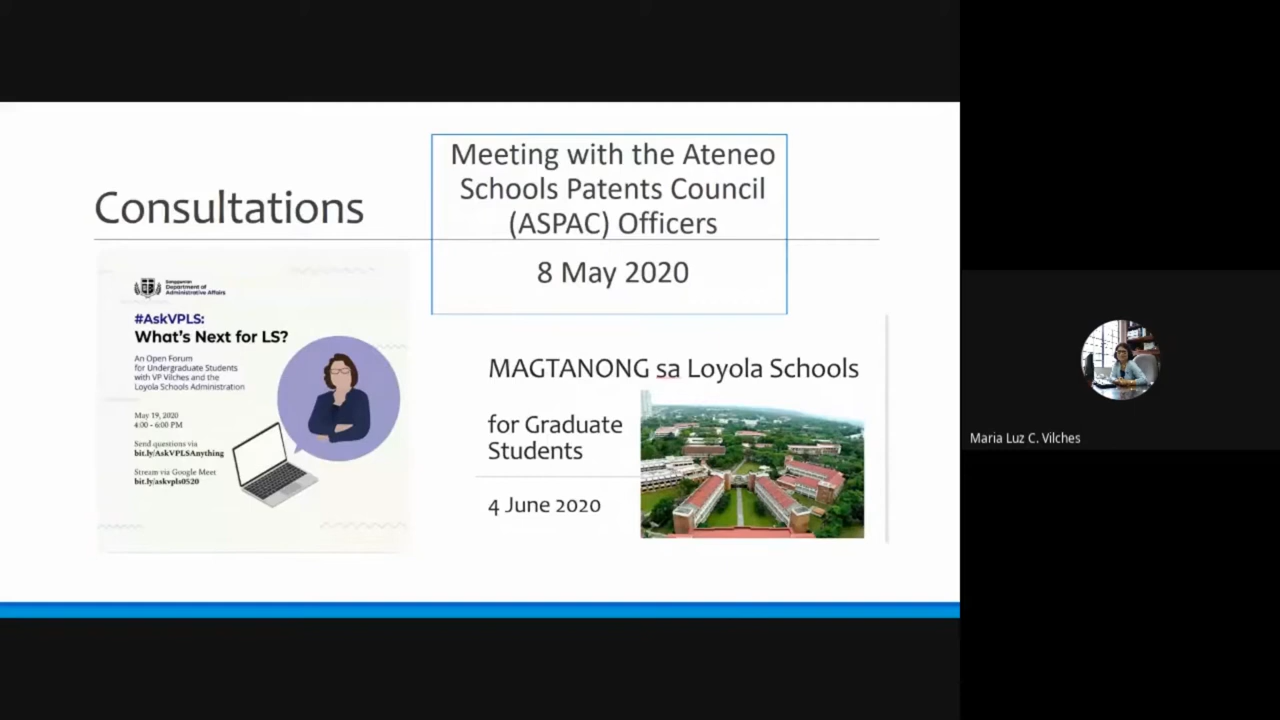 Consultations
Meeting with the Ateneo
Schools Patents Council
(ASPAC) Officers
8 May 2020
Sanggunian
Department of
Administrative Affairs
#AskVPLS:
What's Next for LS?
An Open Forum
for Undergraduate Students
with VP Vilches and the
Loyola Schools Administration
May 19, 2020
4:00 - 6:00 PM
Send questions via
bit.ly/AskVPLSAnything
Stream via Google Meet
bit.ly/askvpls0520
MAGTANONG sa Loyola Schools
for Graduate
Students
4 June 2020
Maria Luz C. Vilches